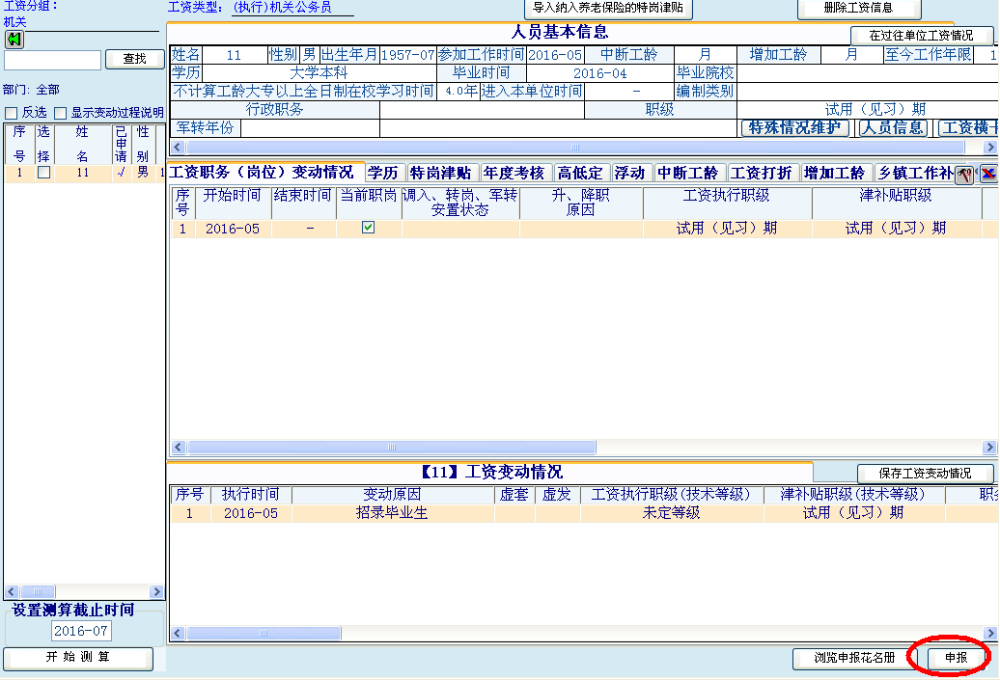 工资分组：
机关
查找
部门：全部
反选 显示变动过程说明
序号 选择 姓名 已申请 性别
1 11 √ 男 1
设置测算截止时间
2016-07
开 始 测 算
工资类型： (执行)机关公务员 导入纳入养老保险的特岗津贴 删除工资信息
人员基本信息 在过往单位工资情况
姓名 11 性别 男 出生年月 1957-07 参加工作时间 2016-05 中断工龄 月 增加工龄 月 至今工作年限 1
学历 大学本科 毕业时间 2016-04 毕业院校
不计算工龄大专以上全日制在校学习时间 4.0年 进入本单位时间 - 编制类别
行政职务 职级 试用（见习）期
军转年份 特殊情况维护 人员信息 工资横卡
工资职务（岗位）变动情况 学历 特岗津贴 年度考核 高低定 浮动 中断工龄 工资打折 增加工龄 乡镇工作补
序号 开始时间 结束时间 当前职岗 调入、转岗、军转安置状态 升、降职原因 工资执行职级 津补贴职级
1 2016-05 - 试用（见习）期 试用（见习）期
【11】工资变动情况 保存工资变动情况
序号 执行时间 变动原因 虚套 虚发 工资执行职级(技术等级) 津补贴职级(技术等级) 职务
1 2016-05 招录毕业生 未定等级 试用（见习）期
浏览申报花名册 申报